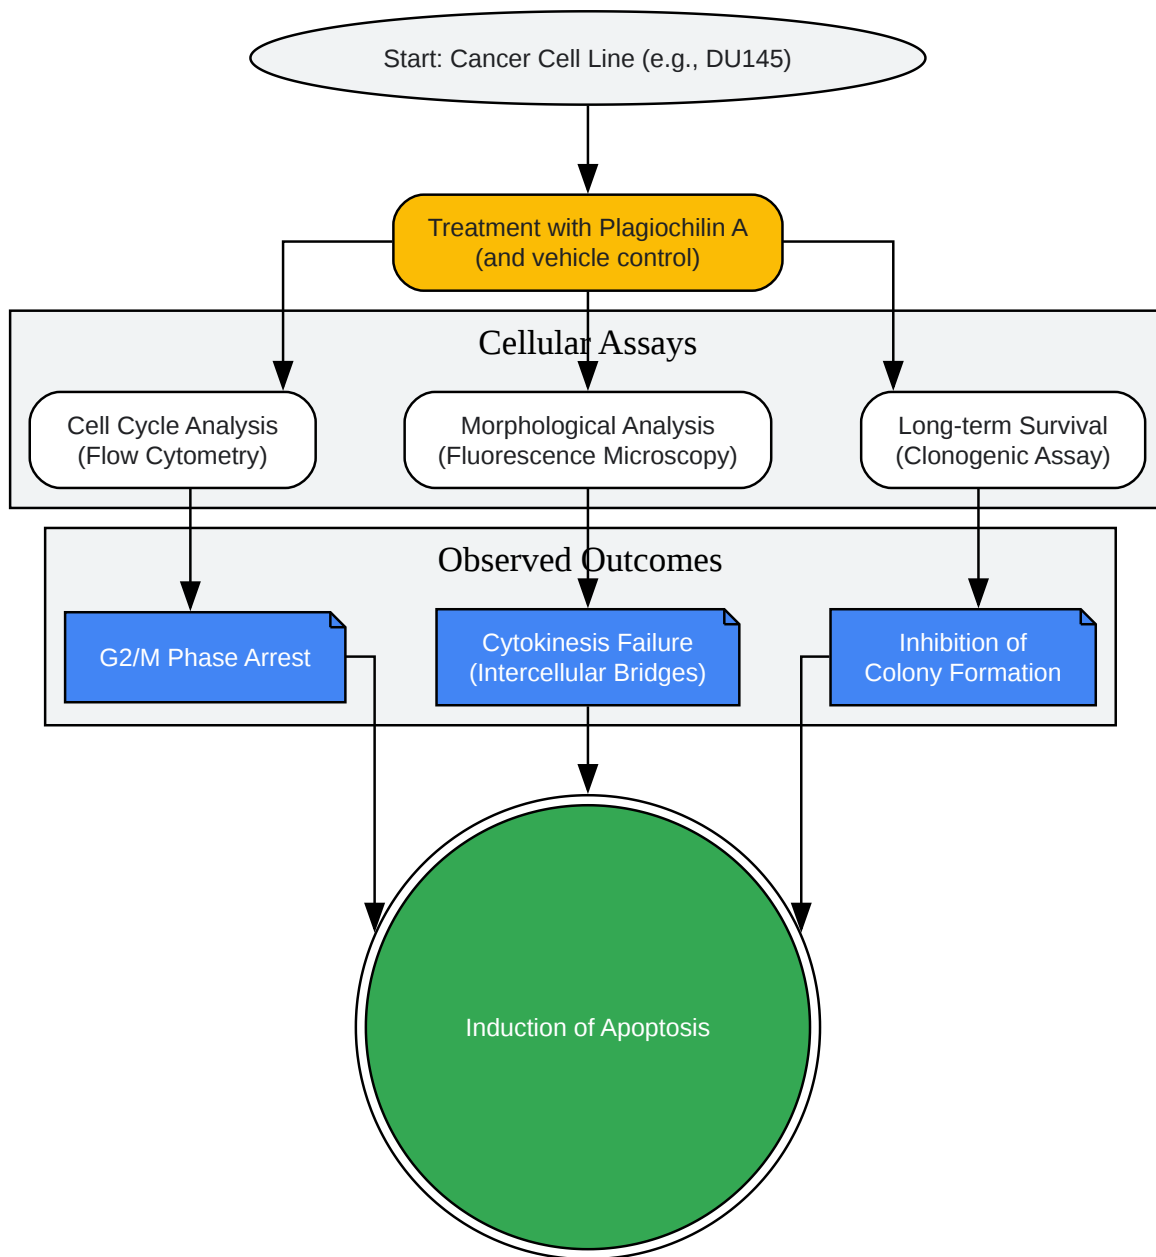 Start: Cancer Cell Line (e.g., DU145)
Treatment with Plagiochilin A
(and vehicle control)
Cellular Assays
Cell Cycle Analysis
(Flow Cytometry)
Morphological Analysis
(Fluorescence Microscopy)
Long-term Survival
(Clonogenic Assay)
Observed Outcomes
G2/M Phase Arrest
Cytokinesis Failure
(Intercellular Bridges)
Inhibition of
Colony Formation
Induction of Apoptosis